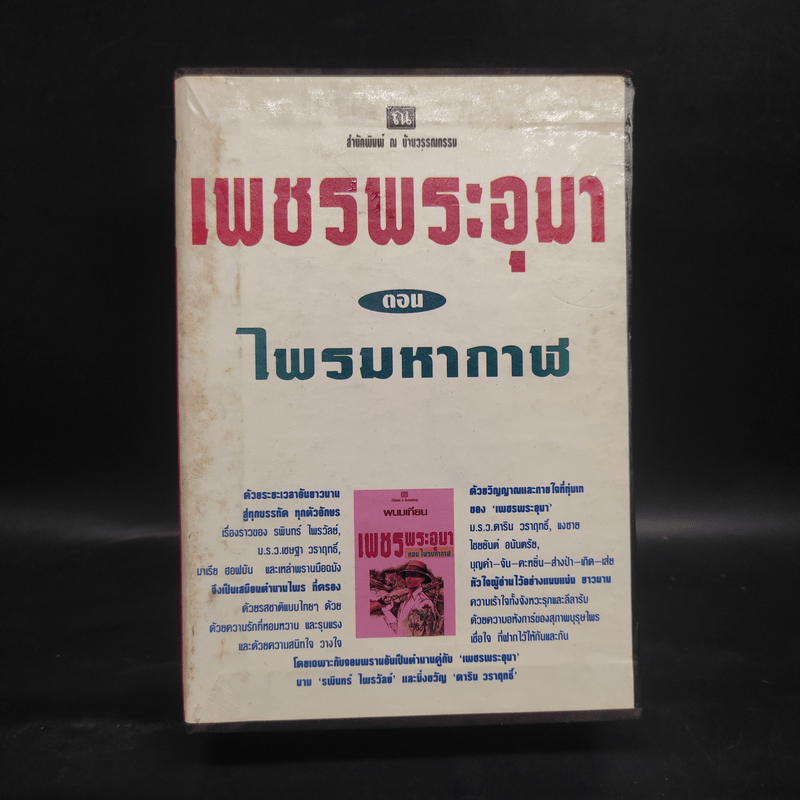 ณ
สำนักพิมพ์ ณ บ้านวรรณกรรม
เพชรพระอุมา
ตอน
ไพรมหากาฬ
ด้วยระยะเวลาอันยาวนาน
สู่ทุกบรรทัด ทุกตัวอักษร
เรื่องราวของ รพินทร์ ไพรวัลย์,
ม.ร.ว.เชษฐา วราฤทธิ์,
มาเรีย ฮอฟมัน และเหล่าพรานมือฉมัง
จึงเป็นเสมือนตำนานไพร ที่ครอง
ด้วยรสชาติแบบไทยๆ ด้วย
ด้วยความรักที่หอมหวาน และรุนแรง
และด้วยความสนิทใจ วางใจ
พนมเทียน
เพชรพระอุมา
ตอน ไพรมหากาฬ
ด้วยวิญญาณและกายใจที่ทุ่มเท
ของ 'เพชรพระอุมา'
ม.ร.ว.ดาริน วราฤทธิ์, แงซาย
ไชยยันต์ อนันตรัย,
บุญคำ-จัน-คะหยิ่น-ส่างปา-เกิด-เส่ย
หัวใจผู้อ่านไว้อย่างแนบแน่น ยาวนาน
ความเร้าใจทั้งจังหวะรุกและลีลารับ
ด้วยความอหังการ์ของสุภาพบุรุษไพร
เชื่อใจ ที่ฝากไว้ให้กันและกัน
โดยเฉพาะกับจอมพรานอันเป็นตำนานคู่กับ 'เพชรพระอุมา'
นาม 'รพินทร์ ไพรวัลย์' และมิ่งขวัญ 'ดาริน วราฤทธิ์'